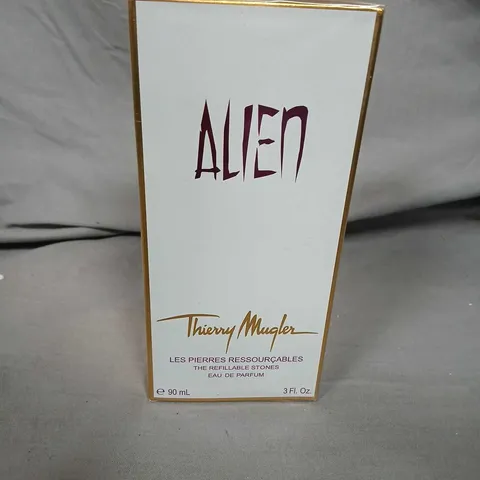 ALIEN
Thierry Mugler
LES PIERRES RESSOURÇABLES
THE REFILLABLE STONES
EAU DE PARFUM
℮ 90 mL 3 Fl. Oz.